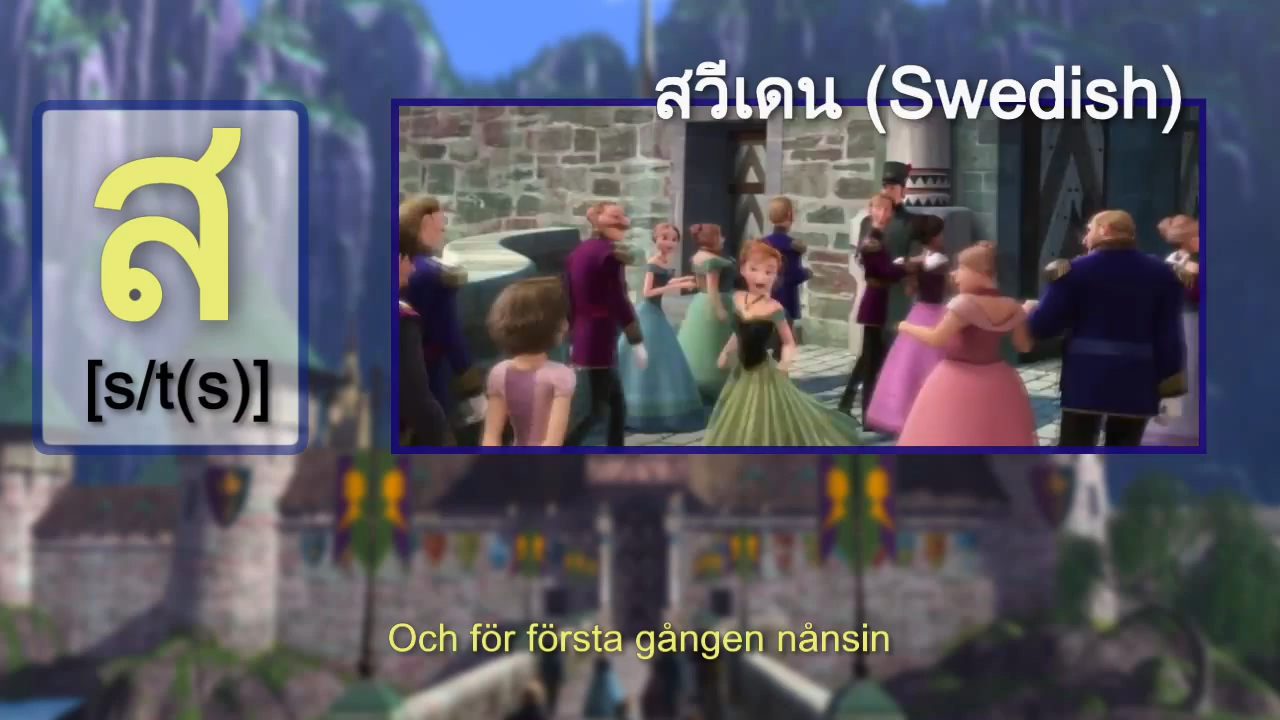 สวีเดน (Swedish)
ส
[s/t(s)]
Och för första gången nånsin